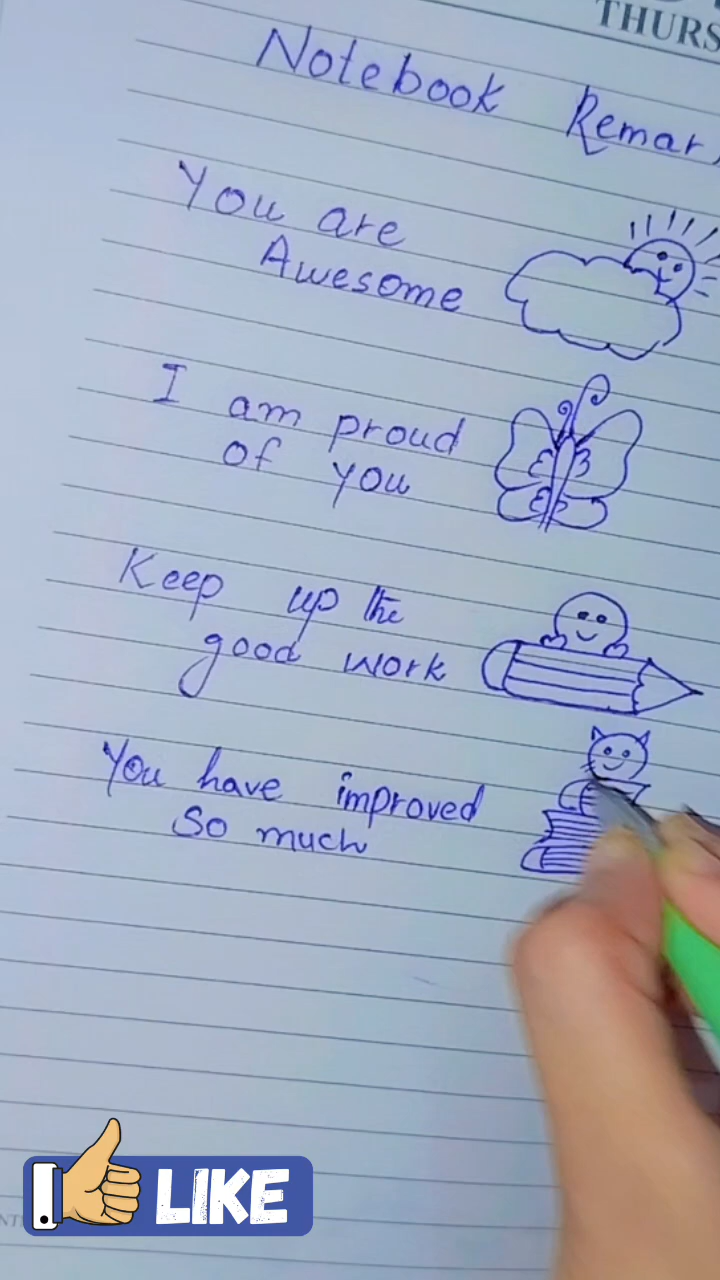 THURS
Notebook Remar
You are
Awesome
I am proud
of you
Keep up the
good work
You have improved
So much
LIKE